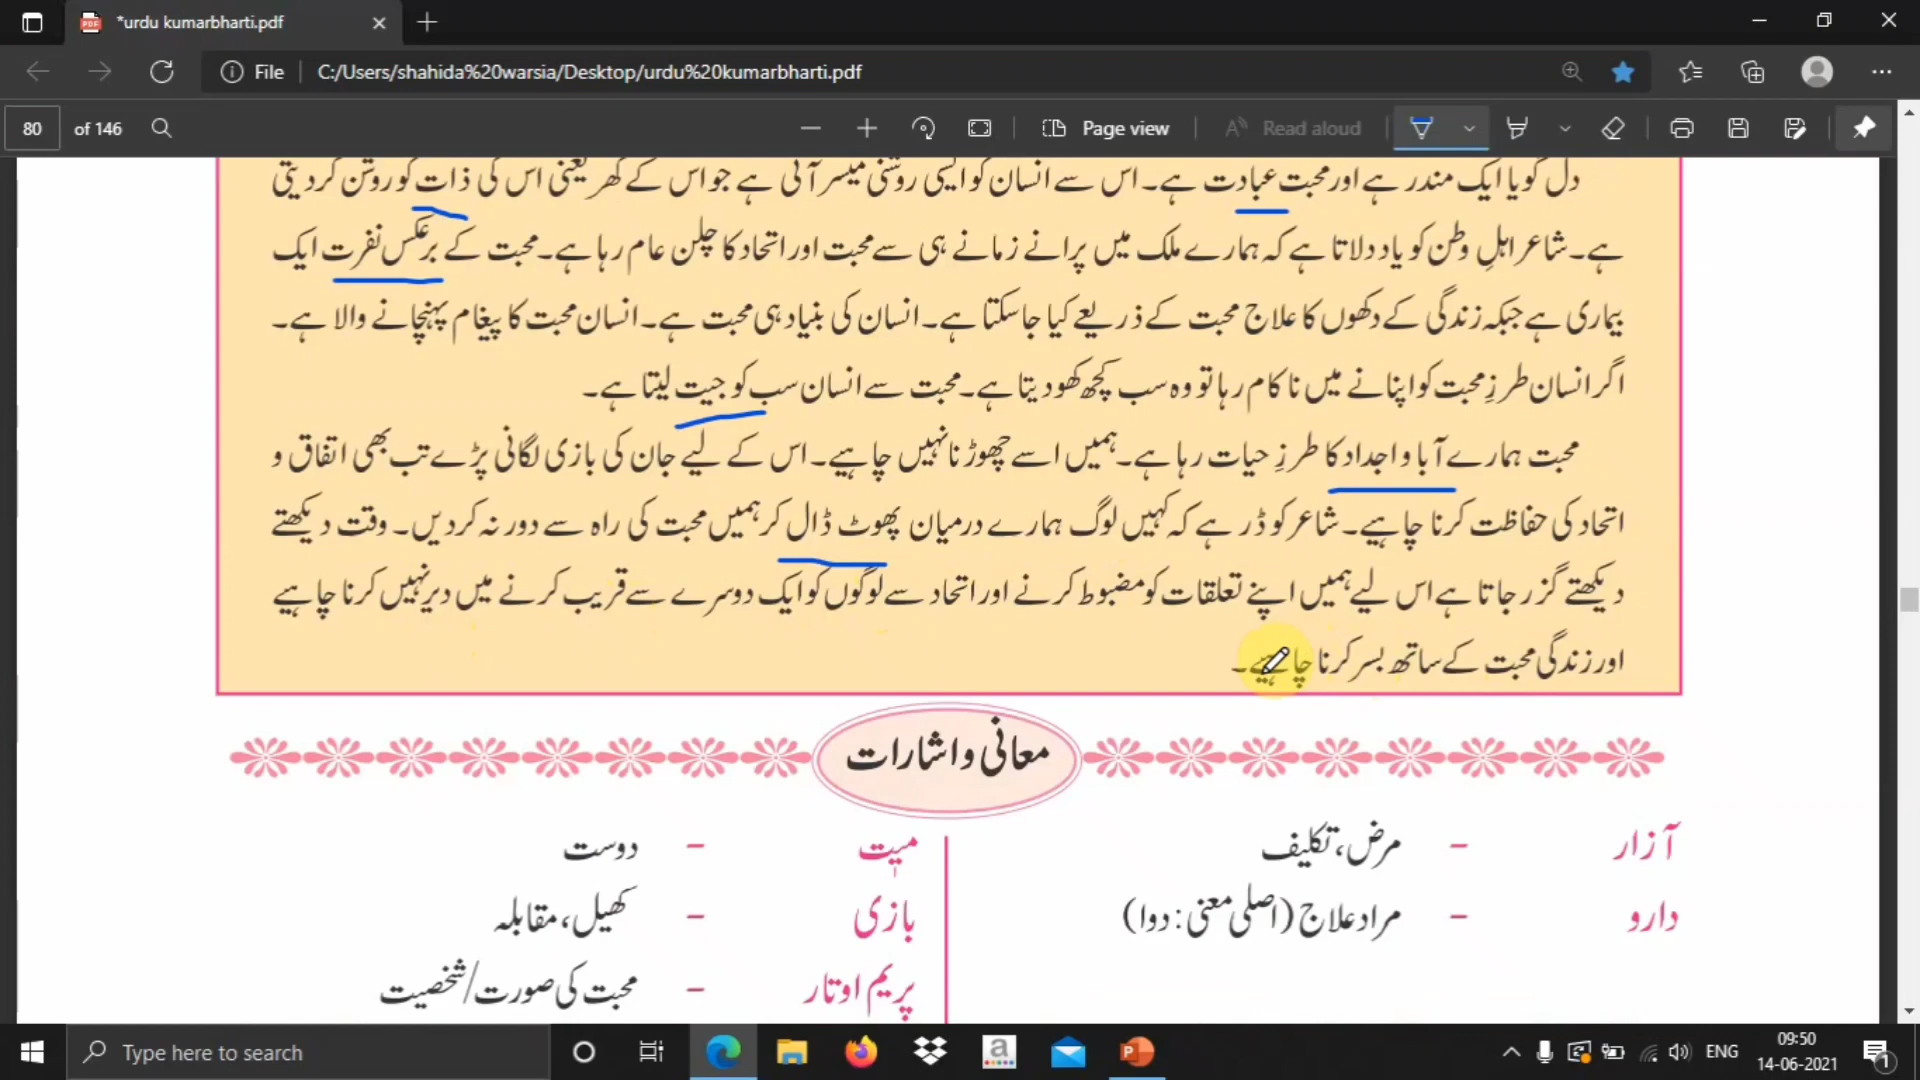 *urdu kumarbharti.pdf
File
C:/Users/shahida%20warsia/Desktop/urdu%20kumarbharti.pdf
80 of 146
Page view
Read aloud
دل گویا ایک مندر ہے اور محبت عبادت ہے۔ اس سے انسان کو ایسی روشنی میسر آتی ہے جو اس کے گھر یعنی اس کی ذات کو روشن کر دیتی
ہے۔ شاعر اہلِ وطن کو یاد دلاتا ہے کہ ہمارے ملک میں پرانے زمانے ہی سے محبت اور اتحاد کا چلن عام رہا ہے۔ محبت کے برعکس نفرت ایک
بیماری ہے جبکہ زندگی کے دکھوں کا علاج محبت کے ذریعے کیا جا سکتا ہے۔ انسان کی بنیاد ہی محبت ہے۔ انسان محبت کا پیغام پہنچانے والا ہے۔
اگر انسان طرزِ محبت کو اپنانے میں ناکام رہا تو وہ سب کچھ کھو دیتا ہے۔ محبت سے انسان سب کو جیت لیتا ہے۔
محبت ہمارے آبا و اجداد کا طرزِ حیات رہا ہے۔ ہمیں اسے چھوڑنا نہیں چاہیے۔ اس کے لیے جان کی بازی لگانی پڑے تب بھی اتفاق و
اتحاد کی حفاظت کرنا چاہیے۔ شاعر کو ڈر ہے کہ کہیں لوگ ہمارے درمیان پھوٹ ڈال کر ہمیں محبت کی راہ سے دور نہ کر دیں۔ وقت دیکھتے
دیکھتے گزر جاتا ہے اس لیے ہمیں اپنے تعلقات کو مضبوط کرنے اور اتحاد سے لوگوں کو ایک دوسرے سے قریب کرنے میں دیر نہیں کرنا چاہیے
اور زندگی محبت کے ساتھ بسر کرنا چاہیے۔
معانی و اشارات
آزار - مرض، تکلیف
دارو - مراد علاج (اصلی معنی: دوا)
میت - دوست
بازی - کھیل، مقابلہ
پریم اوتار - محبت کی صورت/شخصیت
Type here to search
a
P
ENG
09:50
14-06-2021
1